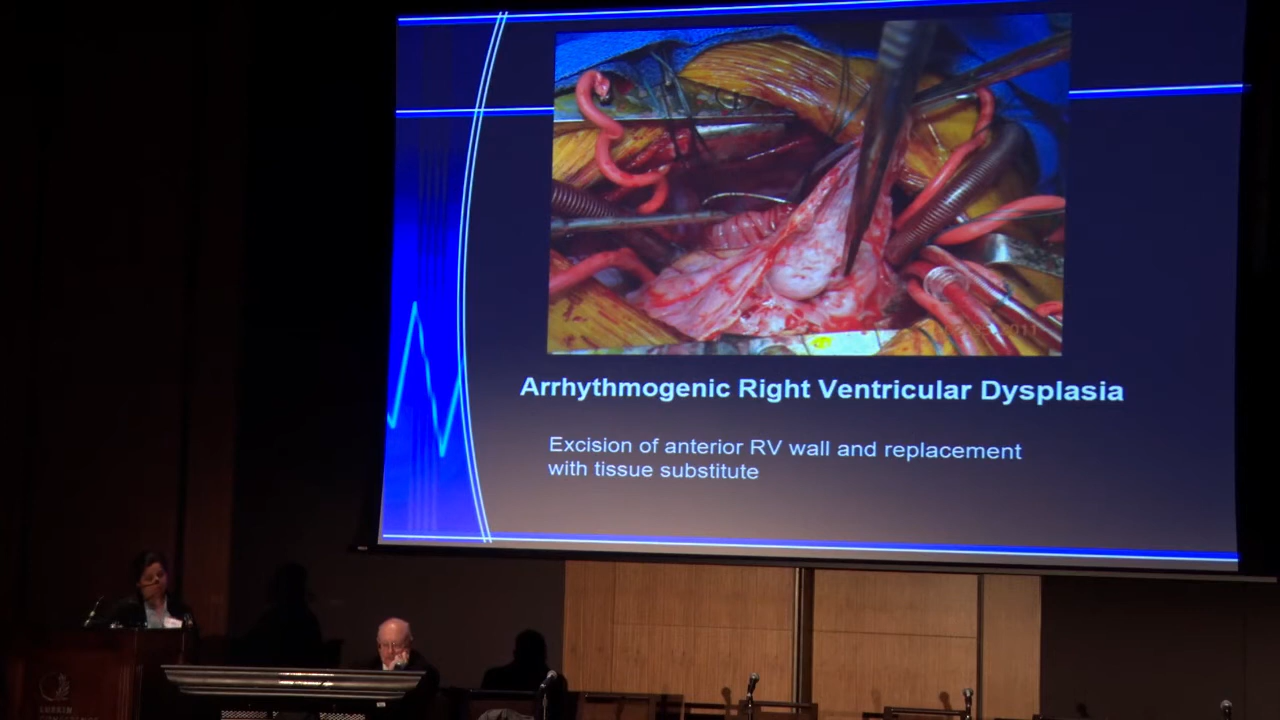 Arrhythmogenic Right Ventricular Dysplasia
Excision of anterior RV wall and replacement
with tissue substitute